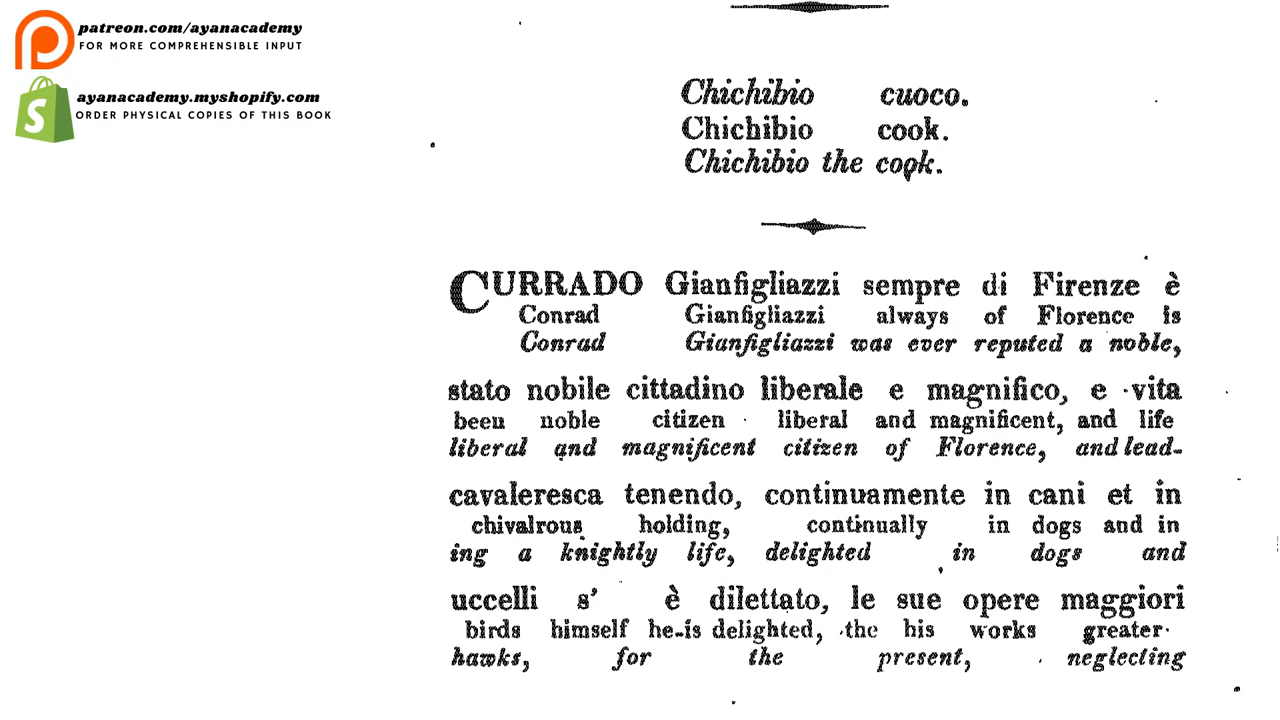 patreon.com/ayanacademy
FOR MORE COMPREHENSIBLE INPUT
ayanacademy.myshopify.com
ORDER PHYSICAL COPIES OF THIS BOOK
Chichibio cuoco.
Chichibio cook.
Chichibio the cook.
CURRADO Gianfigliazzi sempre di Firenze è
Conrad Gianfigliazzi always of Florence is
Conrad Gianfigliazzi was ever reputed a noble,
stato nobile cittadino liberale e magnifico, e vita
been noble citizen liberal and magnificent, and life
liberal and magnificent citizen of Florence, and lead-
cavaleresca tenendo, continuamente in cani et in
chivalrous holding, continually in dogs and in
ing a knightly life, delighted in dogs and
uccelli s' è dilettato, le sue opere maggiori
birds himself he-is delighted, the his works greater
hawks, for the present, neglecting